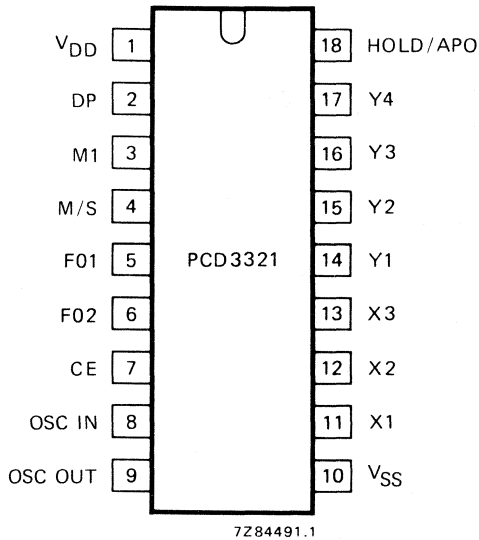 VDD 1 18 HOLD/APO
DP 2 17 Y4
M1 3 16 Y3
M/S 4 15 Y2
F01 5 PCD3321 14 Y1
F02 6 13 X3
CE 7 12 X2
OSC IN 8 11 X1
OSC OUT 9 10 VSS
7Z84491.1